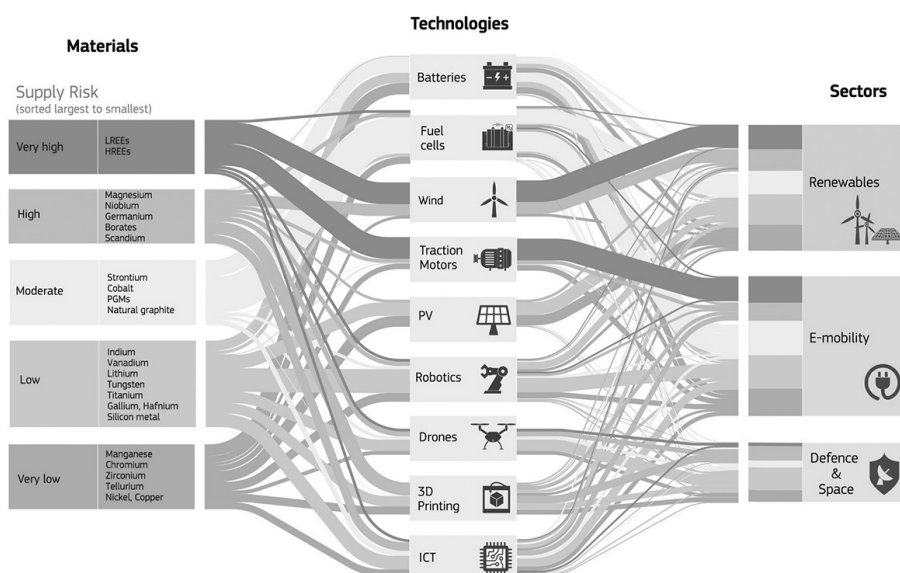 Technologies
Materials
Sectors
Supply Risk
(sorted largest to smallest)
Very high
LREEs
HREEs
High
Magnesium
Niobium
Germanium
Borates
Scandium
Moderate
Strontium
Cobalt
PGMs
Natural graphite
Low
Indium
Vanadium
Lithium
Tungsten
Titanium
Gallium, Hafnium
Silicon metal
Very low
Manganese
Chromium
Zirconium
Tellurium
Nickel, Copper
Batteries
Fuel
cells
Wind
Traction
Motors
PV
Robotics
Drones
3D
Printing
ICT
Renewables
E-mobility
Defence
&
Space